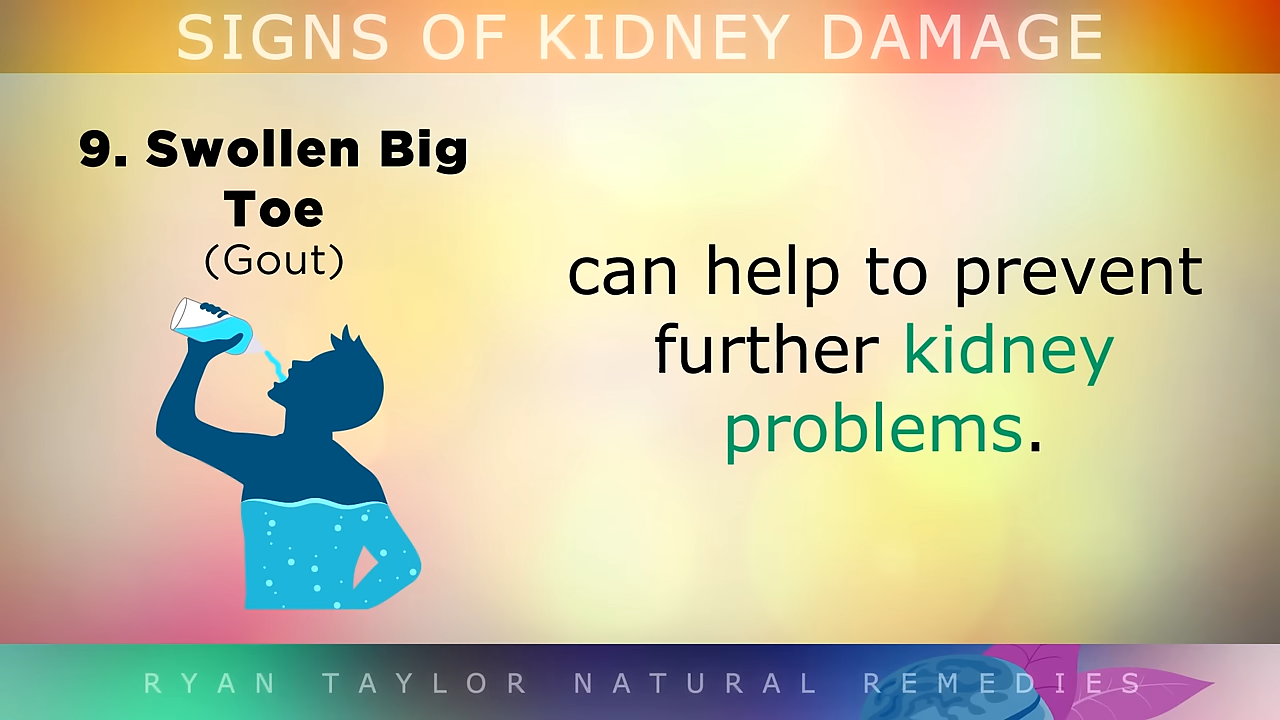 SIGNS OF KIDNEY DAMAGE
9. Swollen Big
Toe
(Gout)
can help to prevent
further kidney
problems.
RYAN TAYLOR NATURAL REMEDIES